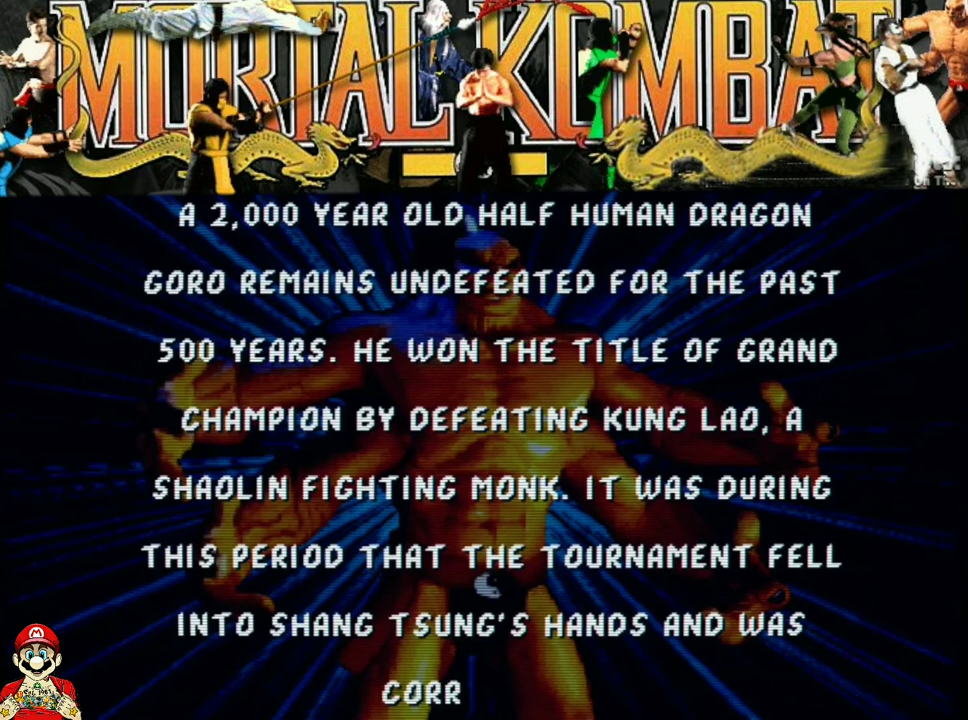 MORTAL KOMBAT
A 2,000 YEAR OLD HALF HUMAN DRAGON
GORO REMAINS UNDEFEATED FOR THE PAST
500 YEARS. HE WON THE TITLE OF GRAND
CHAMPION BY DEFEATING KUNG LAO, A
SHAOLIN FIGHTING MONK. IT WAS DURING
THIS PERIOD THAT THE TOURNAMENT FELL
INTO SHANG TSUNG'S HANDS AND WAS
CORR